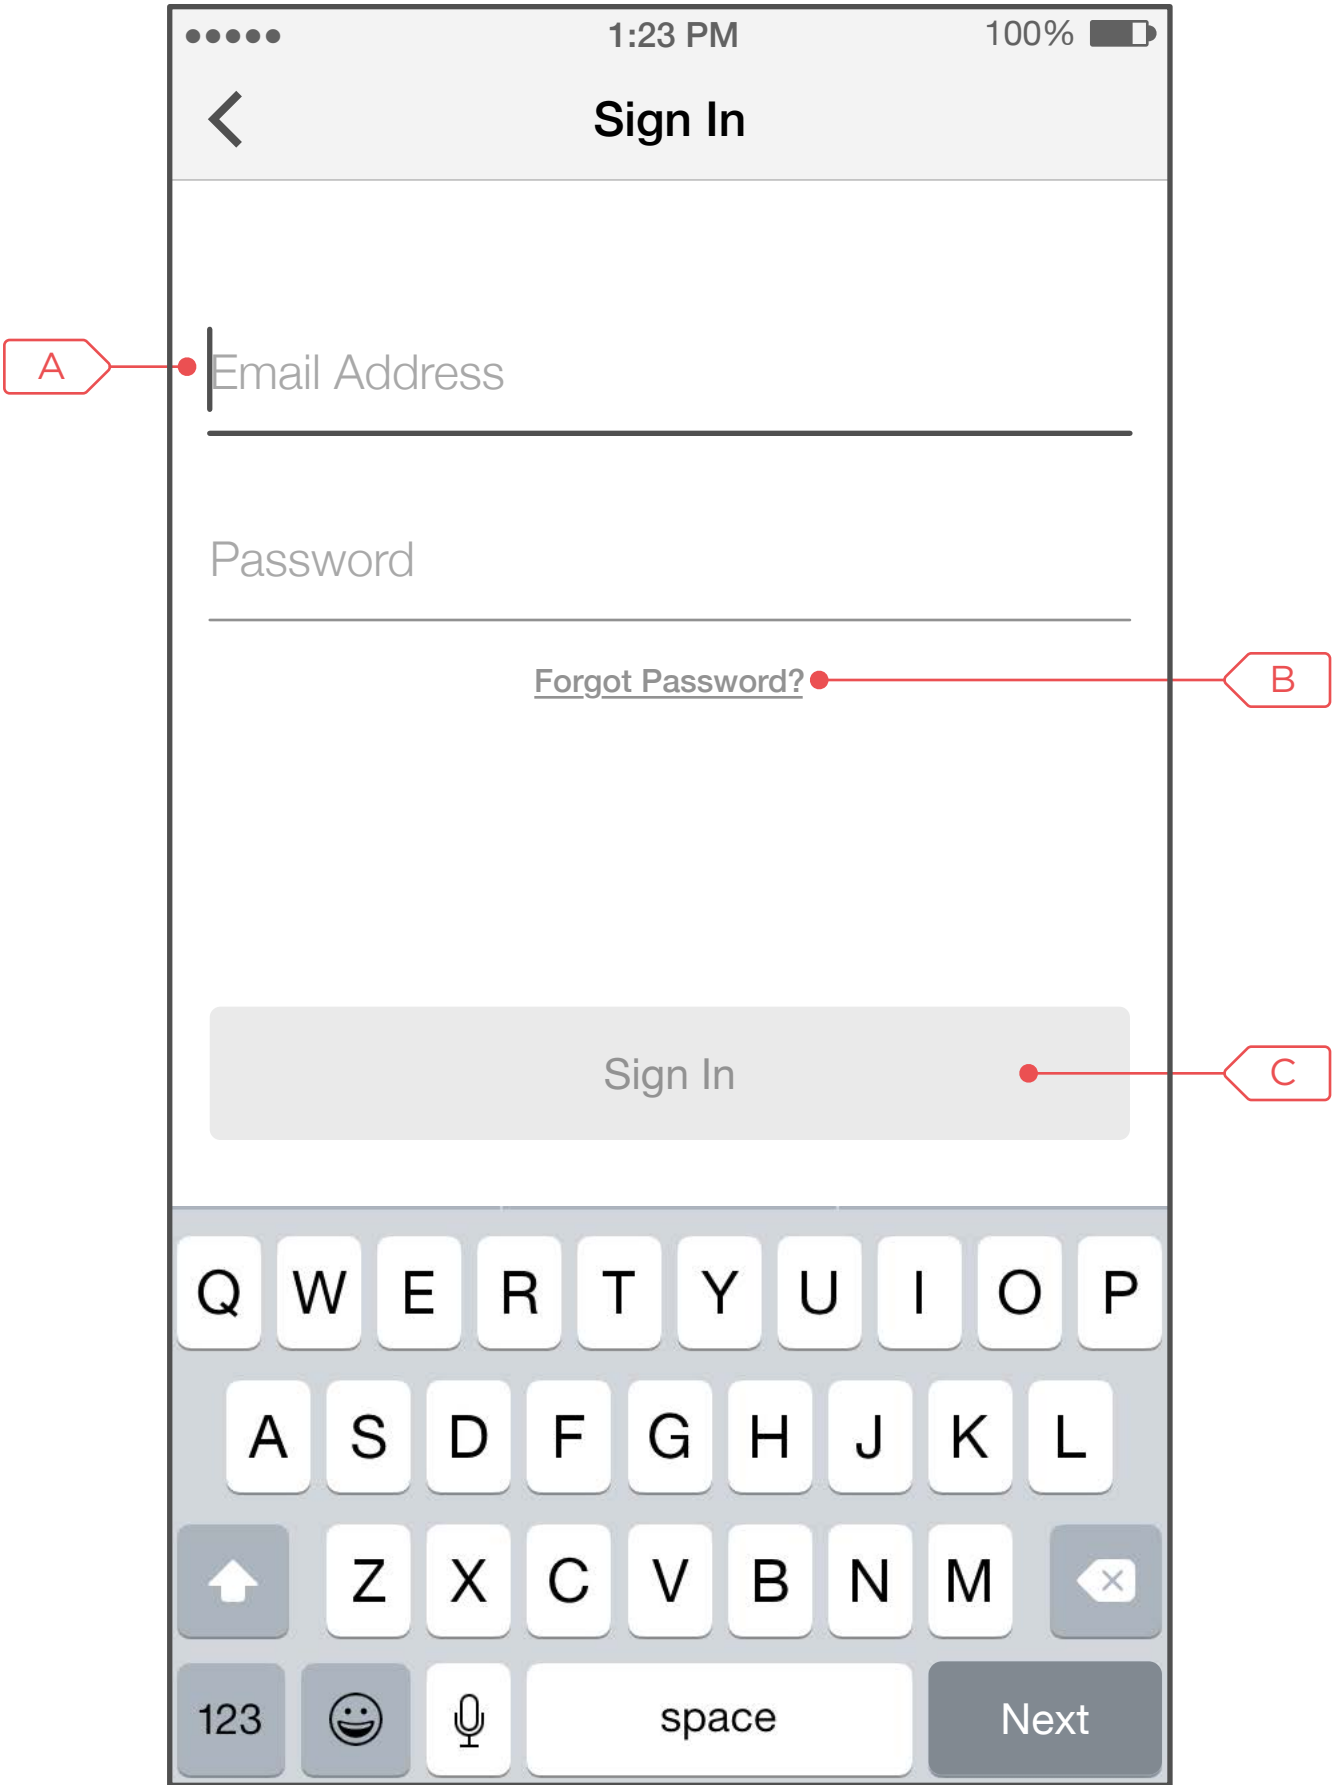 1:23 PM 100%
Sign In
A
Email Address
Password
Forgot Password?
B
Sign In
C
Q W E R T Y U I O P
A S D F G H J K L
Z X C V B N M
123 space Next